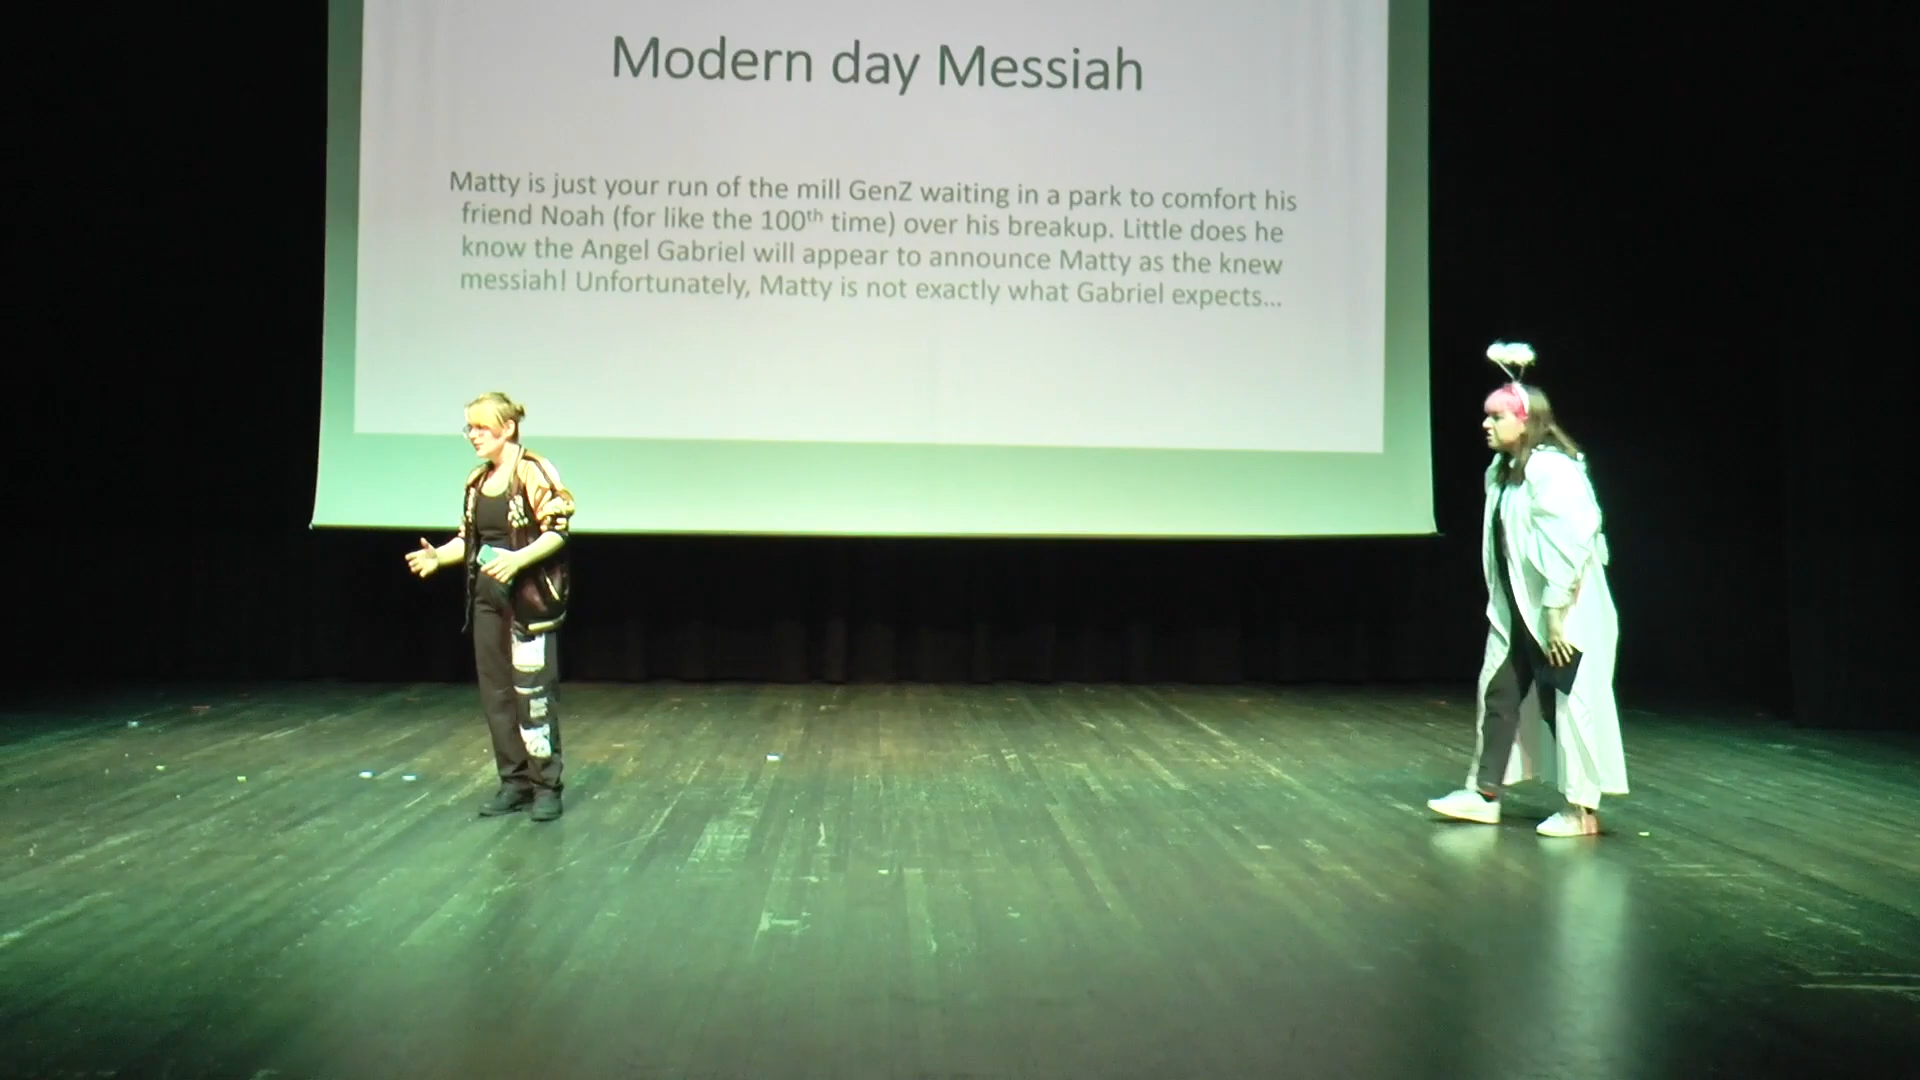 Modern day Messiah
Matty is just your run of the mill GenZ waiting in a park to comfort his
friend Noah (for like the 100th time) over his breakup. Little does he
know the Angel Gabriel will appear to announce Matty as the knew
messiah! Unfortunately, Matty is not exactly what Gabriel expects...